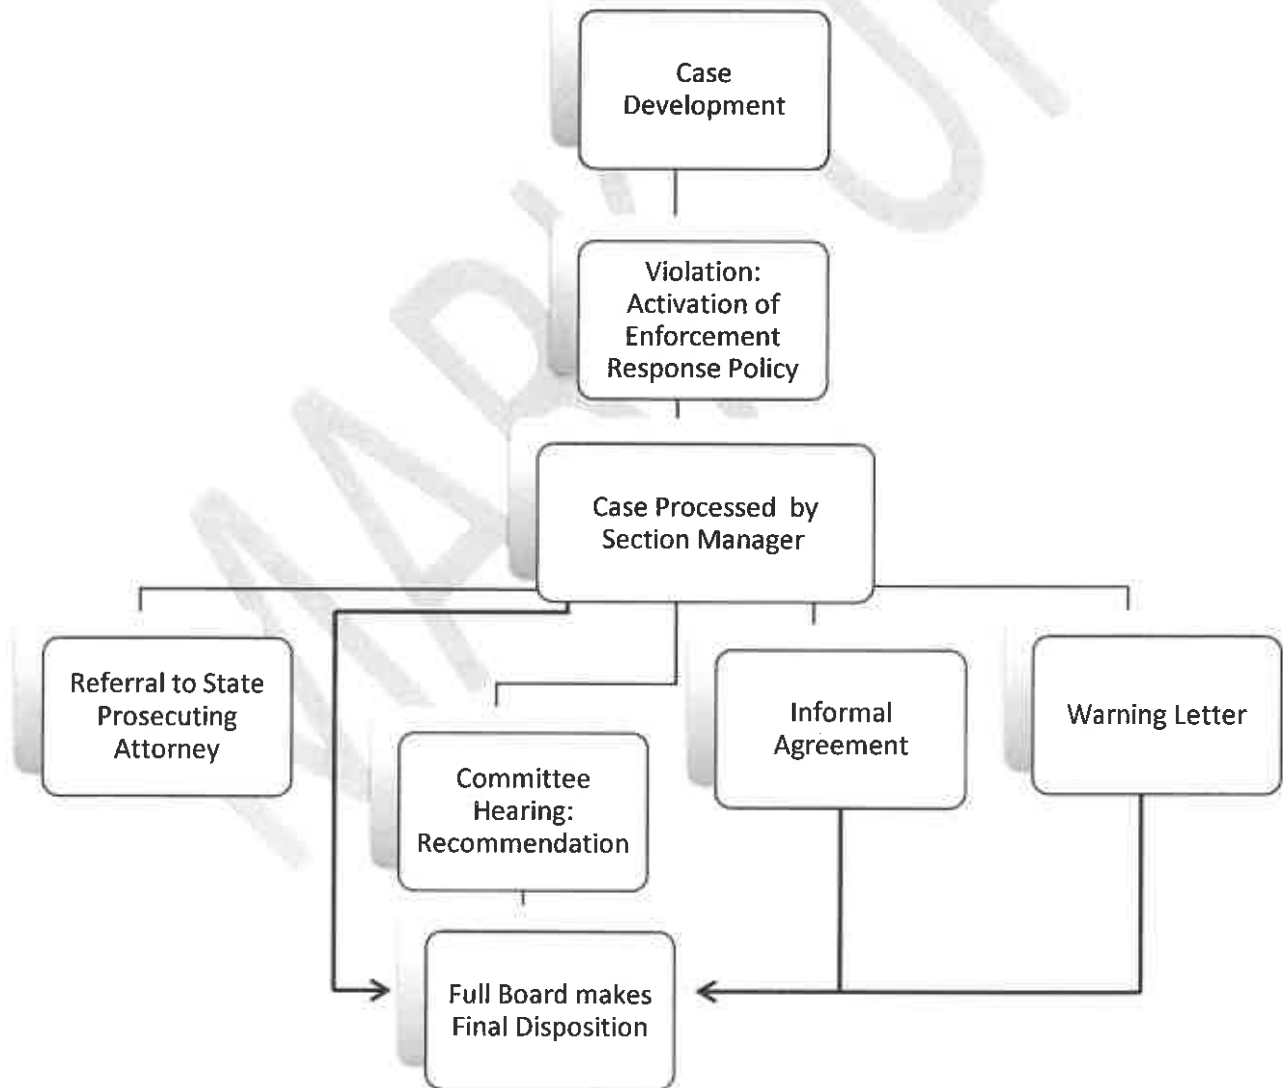 Case
Development
Violation:
Activation of
Enforcement
Response Policy
Case Processed by
Section Manager
Referral to State
Prosecuting
Attorney
Committee
Hearing:
Recommendation
Informal
Agreement
Warning Letter
Full Board makes
Final Disposition